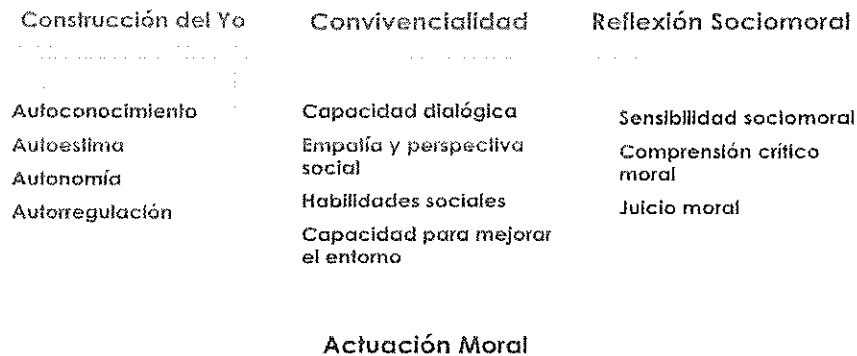 Construcción del Yo
Autoconocimiento
Autoestima
Autonomía
Autorregulación
Convivencialidad
Capacidad dialógica
Empatía y perspectiva
social
Habilidades sociales
Capacidad para mejorar
el entorno
Reflexión Sociomoral
Sensibilidad sociomoral
Comprensión crítico
moral
Juicio moral
Actuación Moral